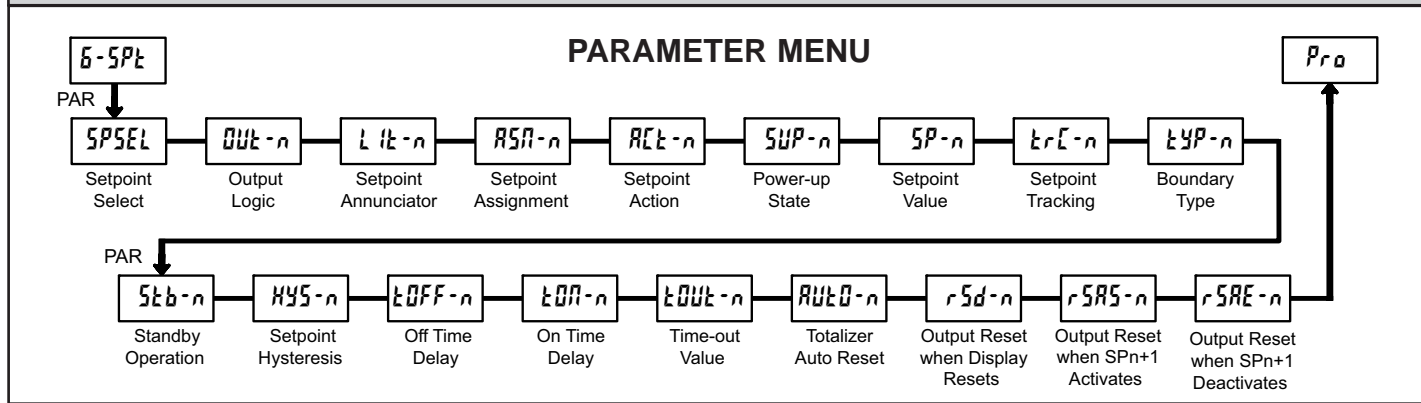 6-SPt
PARAMETER MENU
Pro
PAR
SPSEL OUt-n LIt-n ASN-n ACt-n SUP-n SP-n trC-n tYP-n
Setpoint Select
Output Logic
Setpoint Annunciator
Setpoint Assignment
Setpoint Action
Power-up State
Setpoint Value
Setpoint Tracking
Boundary Type
PAR
Stb-n HYS-n tOFF-n tON-n tOUt-n AUtO-n rSd-n rSAS-n rSAE-n
Standby Operation
Setpoint Hysteresis
Off Time Delay
On Time Delay
Time-out Value
Totalizer Auto Reset
Output Reset when Display Resets
Output Reset when SPn+1 Activates
Output Reset when SPn+1 Deactivates